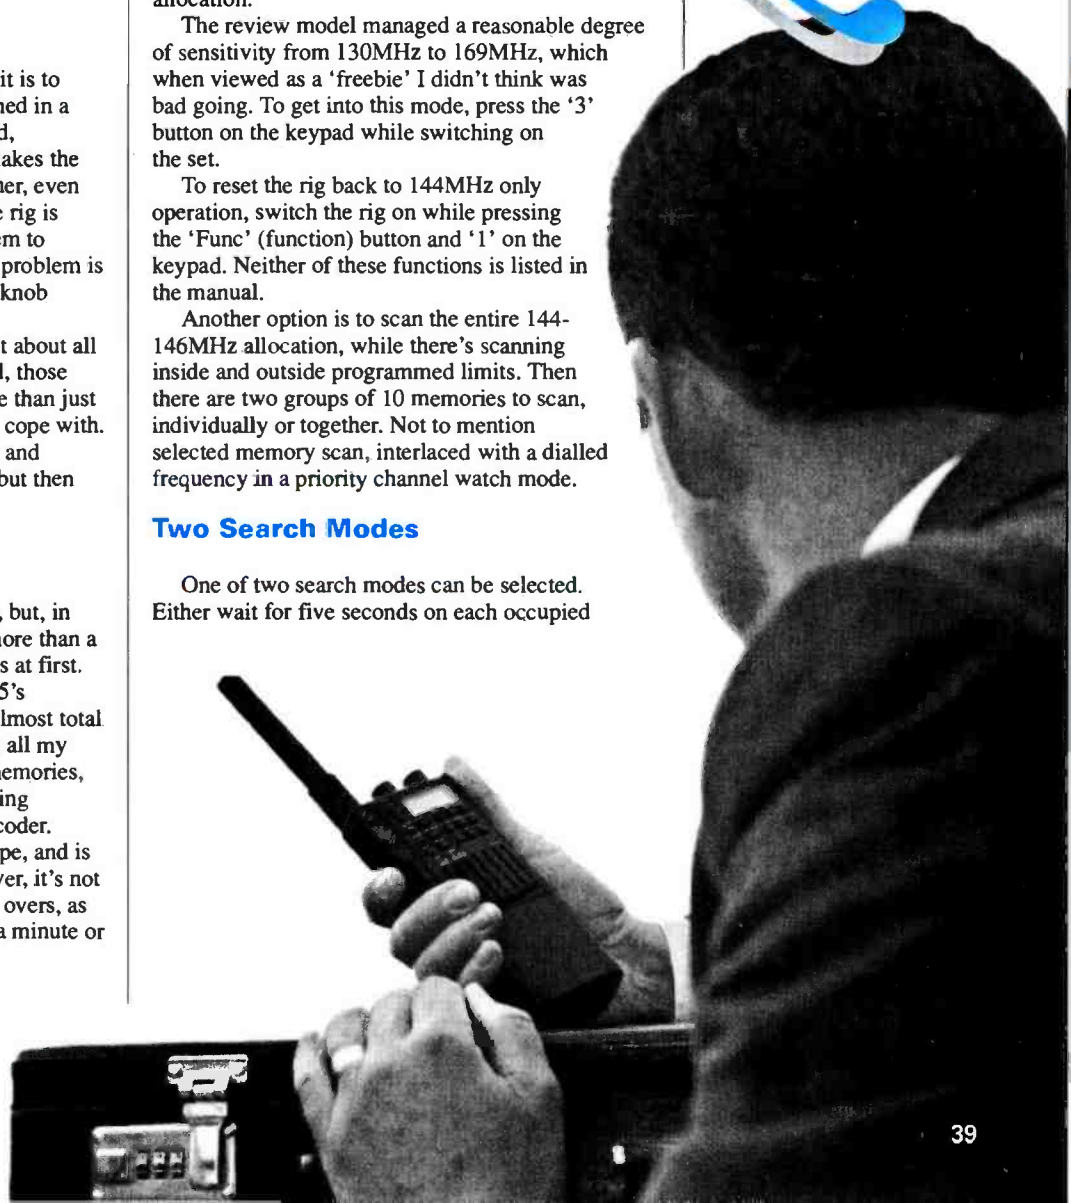 it is to
ned in a
d,
akes the
ner, even
e rig is
em to
problem is
knob
t about all
l, those
e than just
cope with.
and
but then
, but, in
more than a
s at first.
5's
lmost total
all my
memories,
ing
coder.
pe, and is
ver, it's not
overs, as
a minute or
allocation.
The review model managed a reasonable degree
of sensitivity from 130MHz to 169MHz, which
when viewed as a ‘freebie’ I didn't think was
bad going. To get into this mode, press the ‘3’
button on the keypad while switching on
the set.
To reset the rig back to 144MHz only
operation, switch the rig on while pressing
the ‘Func’ (function) button and ‘1’ on the
keypad. Neither of these functions is listed in
the manual.
Another option is to scan the entire 144-
146MHz allocation, while there's scanning
inside and outside programmed limits. Then
there are two groups of 10 memories to scan,
individually or together. Not to mention
selected memory scan, interlaced with a dialled
frequency in a priority channel watch mode.
Two Search Modes
One of two search modes can be selected.
Either wait for five seconds on each occupied
39